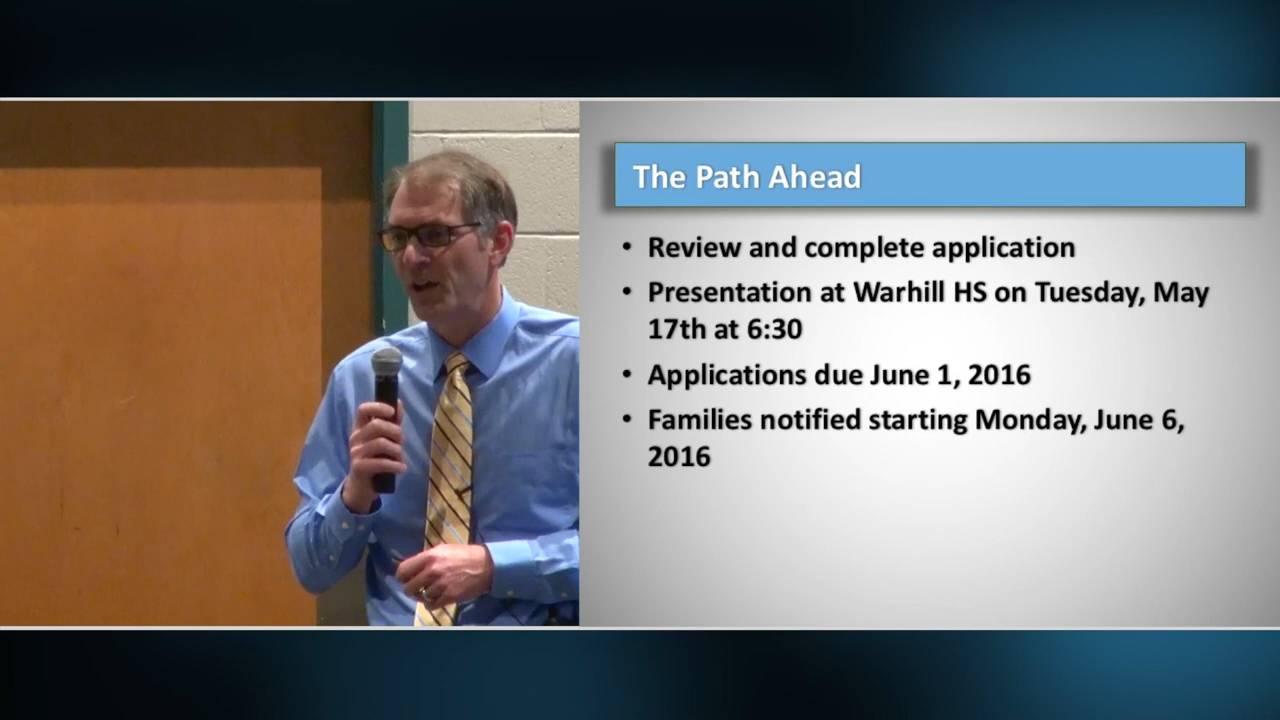 The Path Ahead
• Review and complete application
• Presentation at Warhill HS on Tuesday, May
17th at 6:30
• Applications due June 1, 2016
• Families notified starting Monday, June 6,
2016